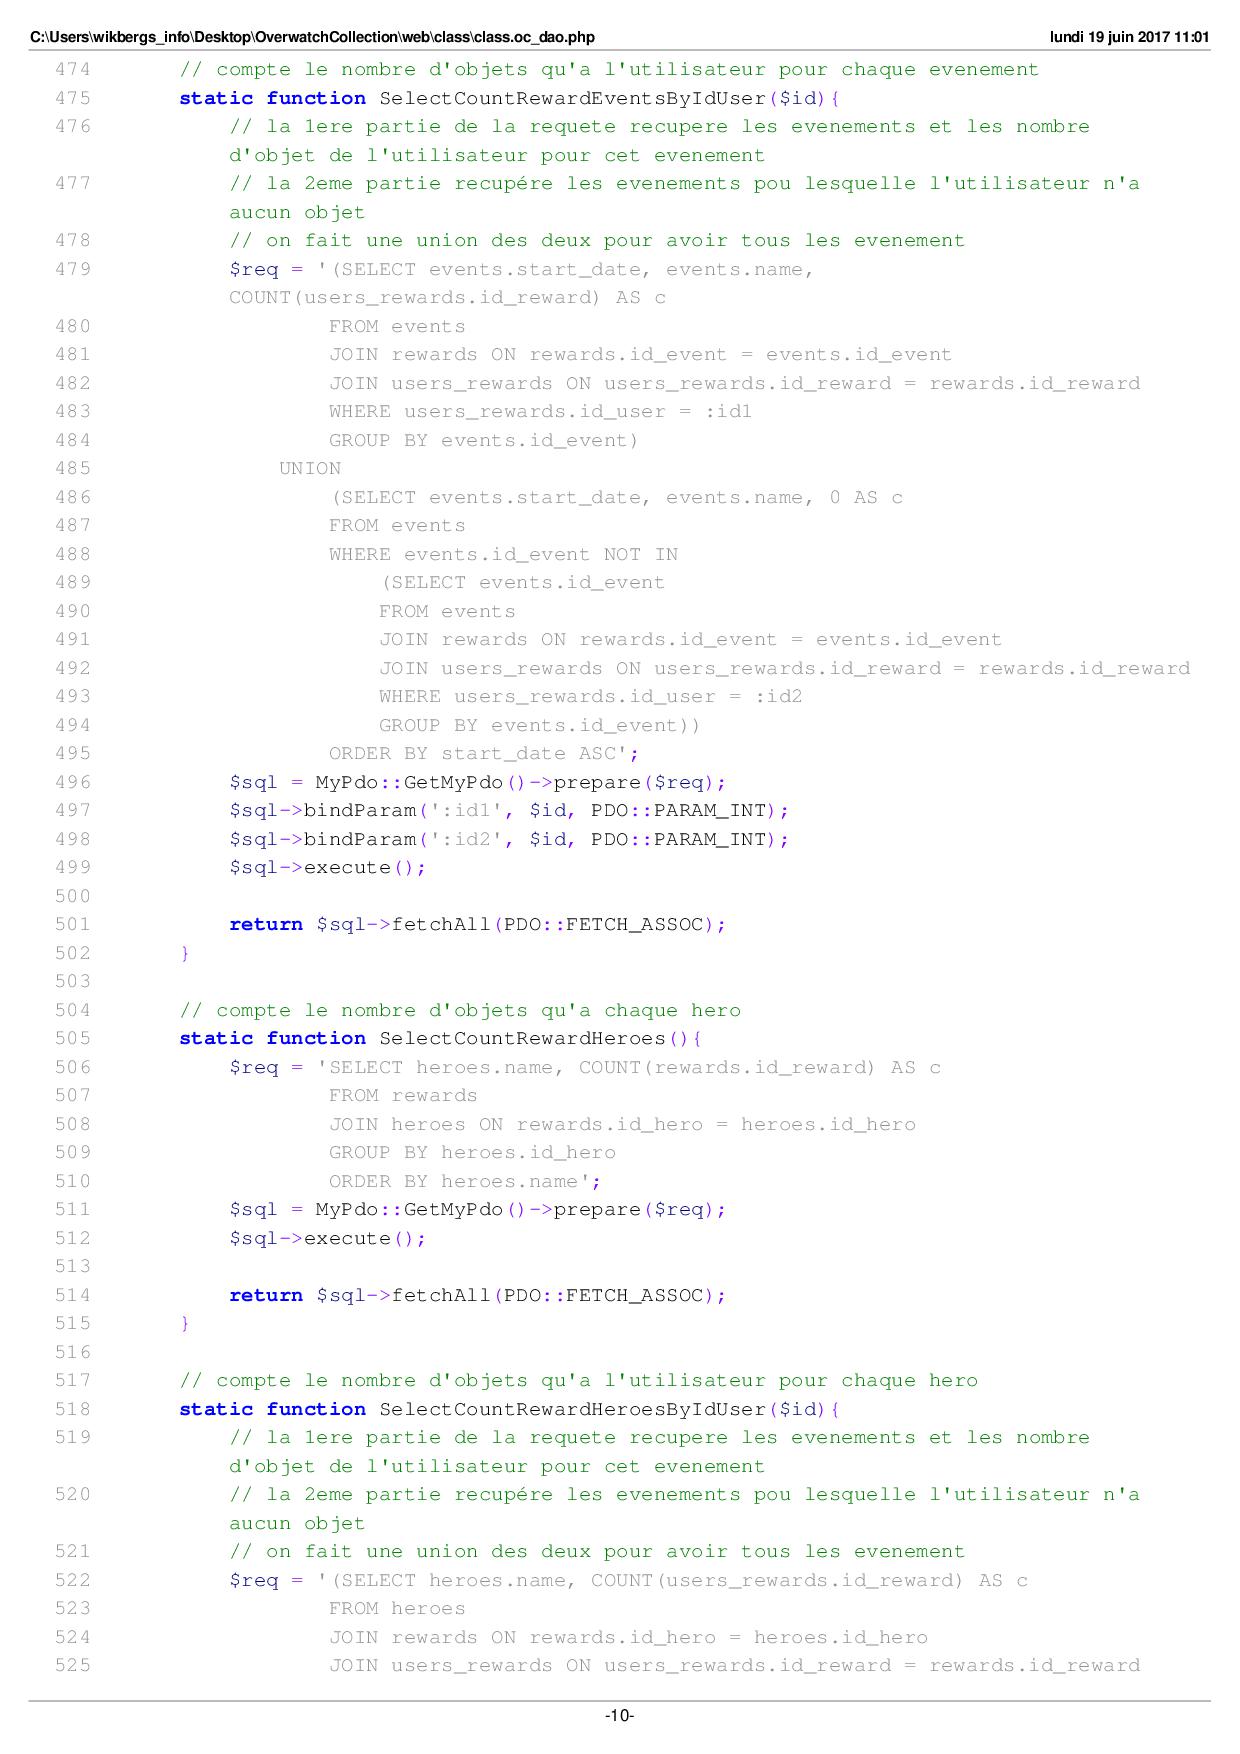 C:\Users\wikbergs_info\Desktop\OverwatchCollection\web\class\class.oc_dao.php lundi 19 juin 2017 11:01
474 // compte le nombre d'objets qu'a l'utilisateur pour chaque evenement
475 static function SelectCountRewardEventsByIdUser($id){
476 // la 1ere partie de la requete recupere les evenements et les nombre
d'objet de l'utilisateur pour cet evenement
477 // la 2eme partie recupére les evenements pou lesquelle l'utilisateur n'a
aucun objet
478 // on fait une union des deux pour avoir tous les evenement
479 $req = '(SELECT events.start_date, events.name,
COUNT(users_rewards.id_reward) AS c
480 FROM events
481 JOIN rewards ON rewards.id_event = events.id_event
482 JOIN users_rewards ON users_rewards.id_reward = rewards.id_reward
483 WHERE users_rewards.id_user = :id1
484 GROUP BY events.id_event)
485 UNION
486 (SELECT events.start_date, events.name, 0 AS c
487 FROM events
488 WHERE events.id_event NOT IN
489 (SELECT events.id_event
490 FROM events
491 JOIN rewards ON rewards.id_event = events.id_event
492 JOIN users_rewards ON users_rewards.id_reward = rewards.id_reward
493 WHERE users_rewards.id_user = :id2
494 GROUP BY events.id_event))
495 ORDER BY start_date ASC';
496 $sql = MyPdo::GetMyPdo()->prepare($req);
497 $sql->bindParam(':id1', $id, PDO::PARAM_INT);
498 $sql->bindParam(':id2', $id, PDO::PARAM_INT);
499 $sql->execute();
500
501 return $sql->fetchAll(PDO::FETCH_ASSOC);
502 }
503
504 // compte le nombre d'objets qu'a chaque hero
505 static function SelectCountRewardHeroes(){
506 $req = 'SELECT heroes.name, COUNT(rewards.id_reward) AS c
507 FROM rewards
508 JOIN heroes ON rewards.id_hero = heroes.id_hero
509 GROUP BY heroes.id_hero
510 ORDER BY heroes.name';
511 $sql = MyPdo::GetMyPdo()->prepare($req);
512 $sql->execute();
513
514 return $sql->fetchAll(PDO::FETCH_ASSOC);
515 }
516
517 // compte le nombre d'objets qu'a l'utilisateur pour chaque hero
518 static function SelectCountRewardHeroesByIdUser($id){
519 // la 1ere partie de la requete recupere les evenements et les nombre
d'objet de l'utilisateur pour cet evenement
520 // la 2eme partie recupére les evenements pou lesquelle l'utilisateur n'a
aucun objet
521 // on fait une union des deux pour avoir tous les evenement
522 $req = '(SELECT heroes.name, COUNT(users_rewards.id_reward) AS c
523 FROM heroes
524 JOIN rewards ON rewards.id_hero = heroes.id_hero
525 JOIN users_rewards ON users_rewards.id_reward = rewards.id_reward
-10-